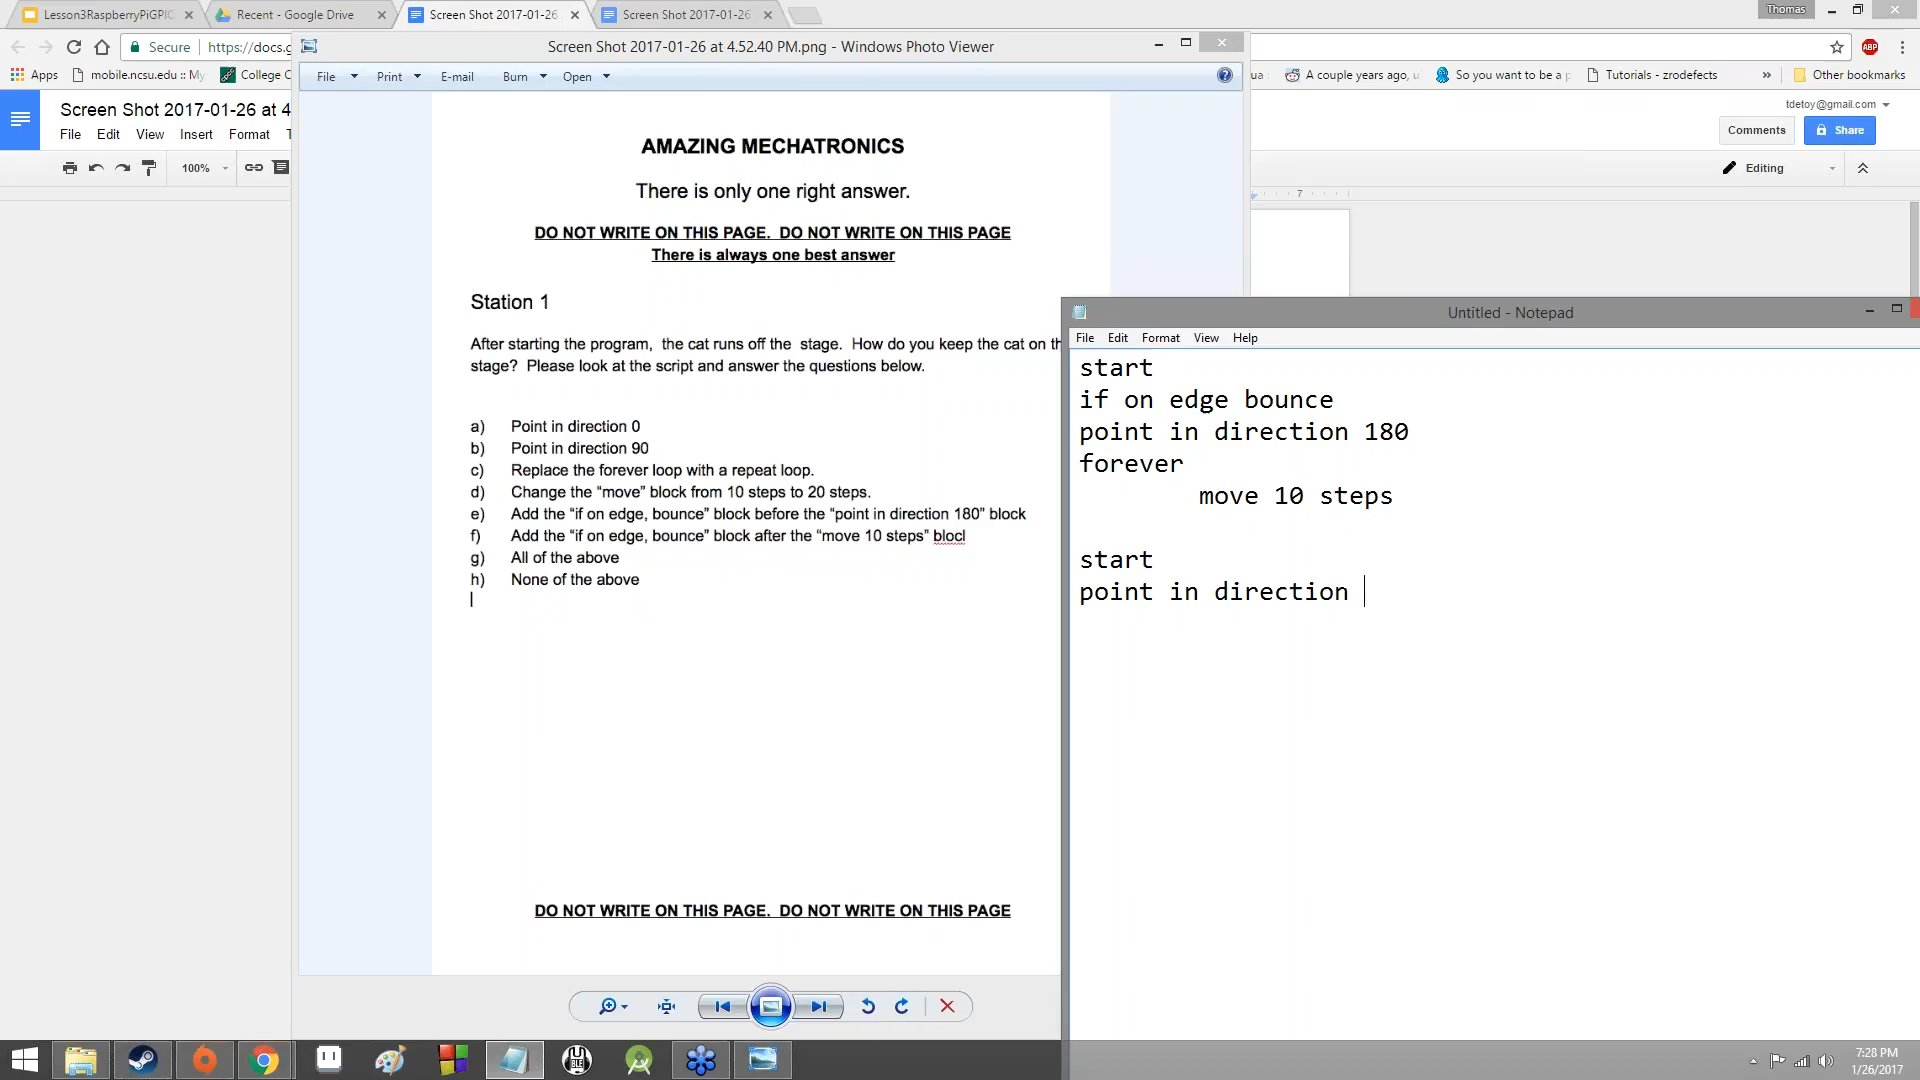 Lesson3RaspberryPiGPIO
Recent - Google Drive
Screen Shot 2017-01-26
Screen Shot 2017-01-26
Thomas
Secure
https://docs.g
Apps
mobile.ncsu.edu :: My
College C
A couple years ago, u
So you want to be a p
Tutorials - zrodefects
»
Other bookmarks
ABP
Screen Shot 2017-01-26 at 4
File Edit View Insert Format
tdetoy@gmail.com
Comments
Share
100%
Editing
7
Screen Shot 2017-01-26 at 4.52.40 PM.png - Windows Photo Viewer
File Print E-mail Burn Open
AMAZING MECHATRONICS
There is only one right answer.
DO NOT WRITE ON THIS PAGE. DO NOT WRITE ON THIS PAGE
There is always one best answer
Station 1
After starting the program, the cat runs off the stage. How do you keep the cat on th
stage? Please look at the script and answer the questions below.
a) Point in direction 0
b) Point in direction 90
c) Replace the forever loop with a repeat loop.
d) Change the “move” block from 10 steps to 20 steps.
e) Add the “if on edge, bounce” block before the “point in direction 180” block
f) Add the “if on edge, bounce” block after the “move 10 steps” blocl
g) All of the above
h) None of the above
DO NOT WRITE ON THIS PAGE. DO NOT WRITE ON THIS PAGE
Untitled - Notepad
File Edit Format View Help
start
if on edge bounce
point in direction 180
forever
move 10 steps
start
point in direction
7:28 PM
1/26/2017